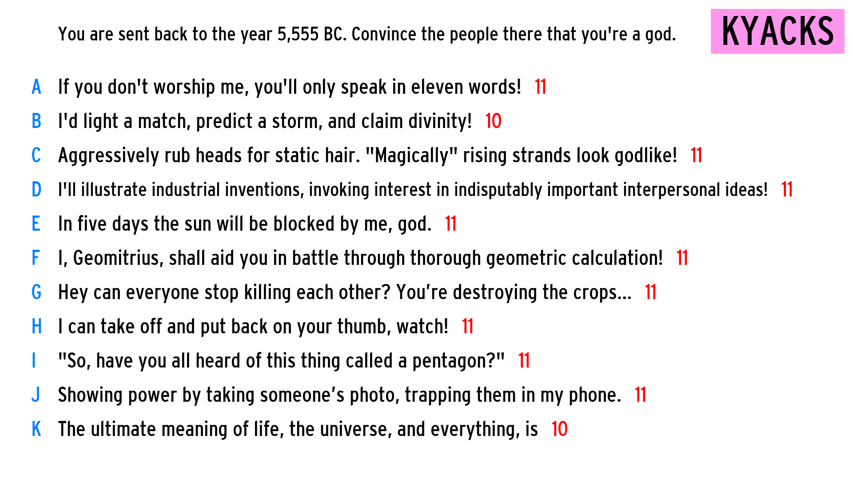 You are sent back to the year 5,555 BC. Convince the people there that you're a god.
KYACKS
A If you don't worship me, you'll only speak in eleven words! 11
B I'd light a match, predict a storm, and claim divinity! 10
C Aggressively rub heads for static hair. "Magically" rising strands look godlike! 11
D I'll illustrate industrial inventions, invoking interest in indisputably important interpersonal ideas! 11
E In five days the sun will be blocked by me, god. 11
F I, Geomitrius, shall aid you in battle through thorough geometric calculation! 11
G Hey can everyone stop killing each other? You’re destroying the crops... 11
H I can take off and put back on your thumb, watch! 11
I "So, have you all heard of this thing called a pentagon?" 11
J Showing power by taking someone’s photo, trapping them in my phone. 11
K The ultimate meaning of life, the universe, and everything, is 10